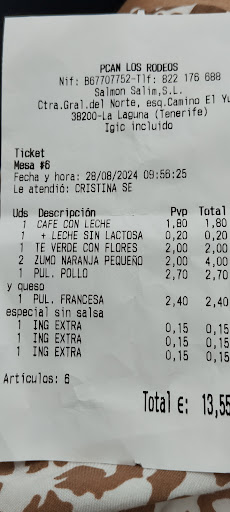 PCAN LOS RODEOS
Nif: B67707752-Tlf: 822 176 688
Salmon Salim,S.L.
Ctra.Gral.del Norte, esq.Camino El Yu
38200-La Laguna (Tenerife)
Igic incluido
Ticket
Mesa #6
Fecha y hora: 28/08/2024 09:56:25
Le atendió: CRISTINA SE
Uds Descripción Pvp Total
1 CAFE CON LECHE 1,80 1,80
1 + LECHE SIN LACTOSA 0,20 0,20
1 TE VERDE CON FLORES 2,00 2,00
2 ZUMO NARANJA PEQUEÑO 2,00 4,00
1 PUL. POLLO 2,70 2,70
y queso
1 PUL. FRANCESA 2,40 2,40
especial sin salsa
1 ING EXTRA 0,15 0,15
1 ING EXTRA 0,15 0,15
1 ING EXTRA 0,15 0,15
Artículos: 6
Total €: 13,55